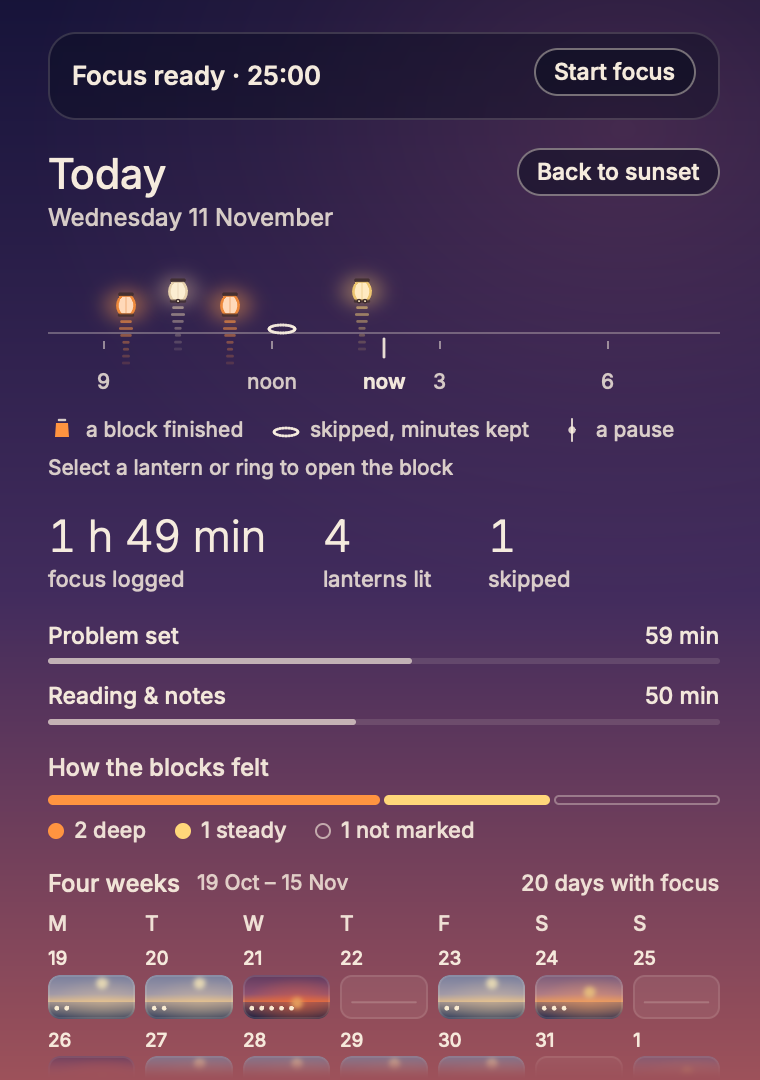 Focus ready · 25:00
Start focus
Today
Back to sunset
Wednesday 11 November
9 noon now 3 6
a block finished skipped, minutes kept a pause
Select a lantern or ring to open the block
1 h 49 min 4 1
focus logged lanterns lit skipped
Problem set 59 min
Reading & notes 50 min
How the blocks felt
2 deep 1 steady 1 not marked
Four weeks 19 Oct – 15 Nov 20 days with focus
M T W T F S S
19 20 21 22 23 24 25
26 27 28 29 30 31 1